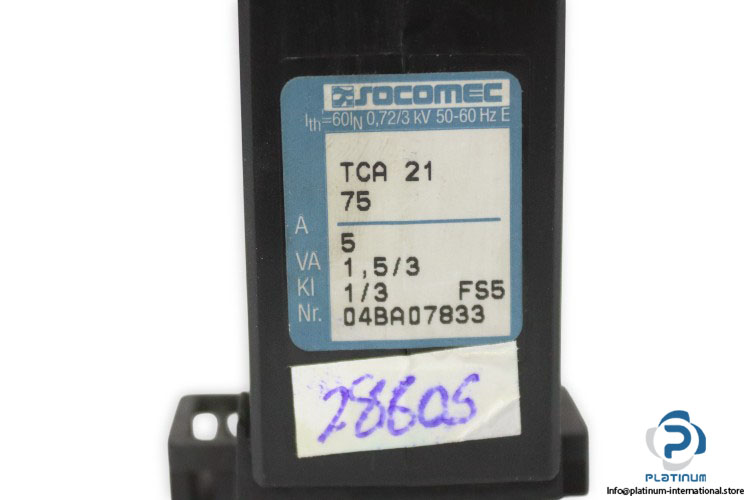 SOCOMEC
Ith=60IN 0,72/3 kV 50-60 Hz E
TCA 21
75
A
5
VA 1,5/3
KI 1/3 FS5
Nr. 04BA07833
28605
PLATINUM
Info@platinum-international.store